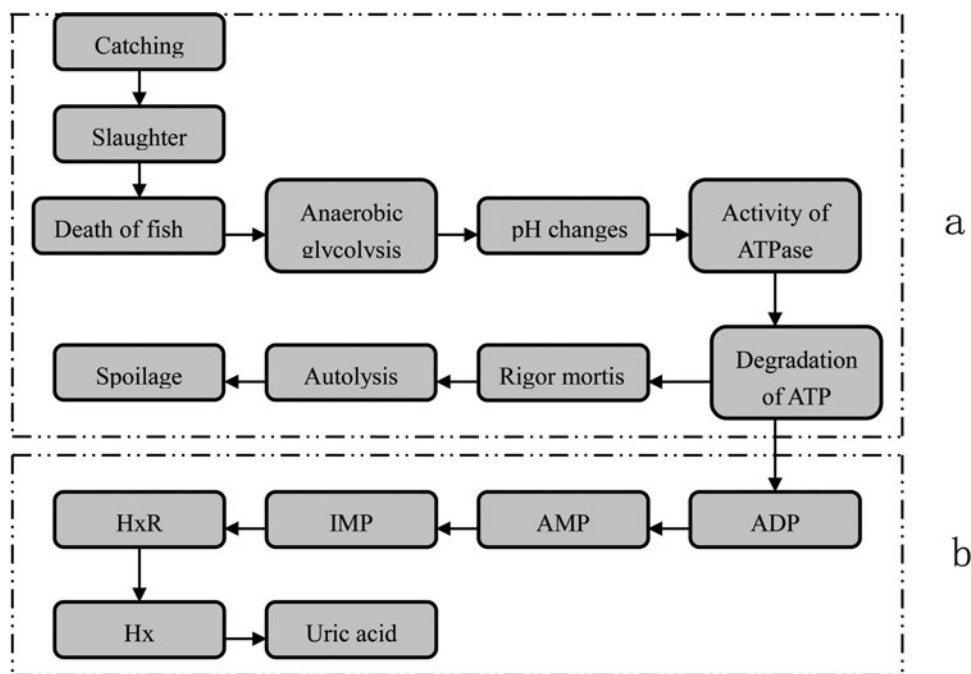 Catching
Slaughter
Death of fish
Anaerobic
glycolysis
pH changes
Activity of
ATPase
a
Degradation
of ATP
Rigor mortis
Autolysis
Spoilage
ADP
AMP
IMP
HxR
Hx
Uric acid
b